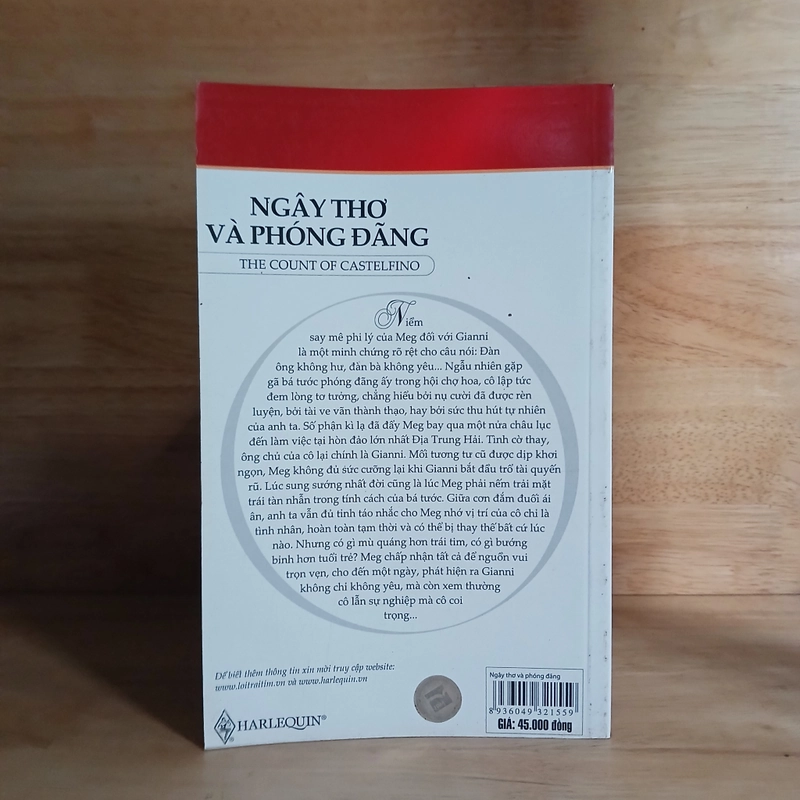 NGÂY THƠ
VÀ PHÓNG ĐÃNG
THE COUNT OF CASTELFINO
Niềm
say mê phi lý của Meg đối với Gianni
là một minh chứng rõ rệt cho câu nói: Đàn
ông không hư, đàn bà không yêu... Ngẫu nhiên gặp
gã bá tước phóng đãng ấy trong hội chợ hoa, cô lập tức
đem lòng tơ tưởng, chẳng hiểu bởi nụ cười đã được rèn
luyện, bởi tài ve vãn thành thạo, hay bởi sức thu hút tự nhiên
của anh ta. Số phận kì lạ đã đẩy Meg bay qua một nửa châu lục
đến làm việc tại hòn đảo lớn nhất Địa Trung Hải. Tình cờ thay,
ông chủ của cô lại chính là Gianni. Mối tương tư cũ được dịp khơi
ngọn, Meg không đủ sức cưỡng lại khi Gianni bắt đầu trổ tài quyến
rũ. Lúc sung sướng nhất đời cũng là lúc Meg phải nếm trải mặt
trái tàn nhẫn trong tính cách của bá tước. Giữa cơn đắm đuối ái
ân, anh ta vẫn đủ tỉnh táo nhắc cho Meg nhớ vị trí của cô chỉ là
tình nhân, hoàn toàn tạm thời và có thể bị thay thế bất cứ lúc
nào. Nhưng có gì mù quáng hơn trái tim, có gì bướng
bỉnh hơn tuổi trẻ? Meg chấp nhận tất cả để nguồn vui
trọn vẹn, cho đến một ngày, phát hiện ra Gianni
không chỉ không yêu, mà còn xem thường
cô lẫn sự nghiệp mà cô coi
trọng...
Để biết thêm thông tin xin mời truy cập website:
www.loitraitim.vn và www.harlequin.vn
HARLEQUIN®
Ngây thơ và phóng đãng
8936049321559
GIÁ: 45.000 đồng